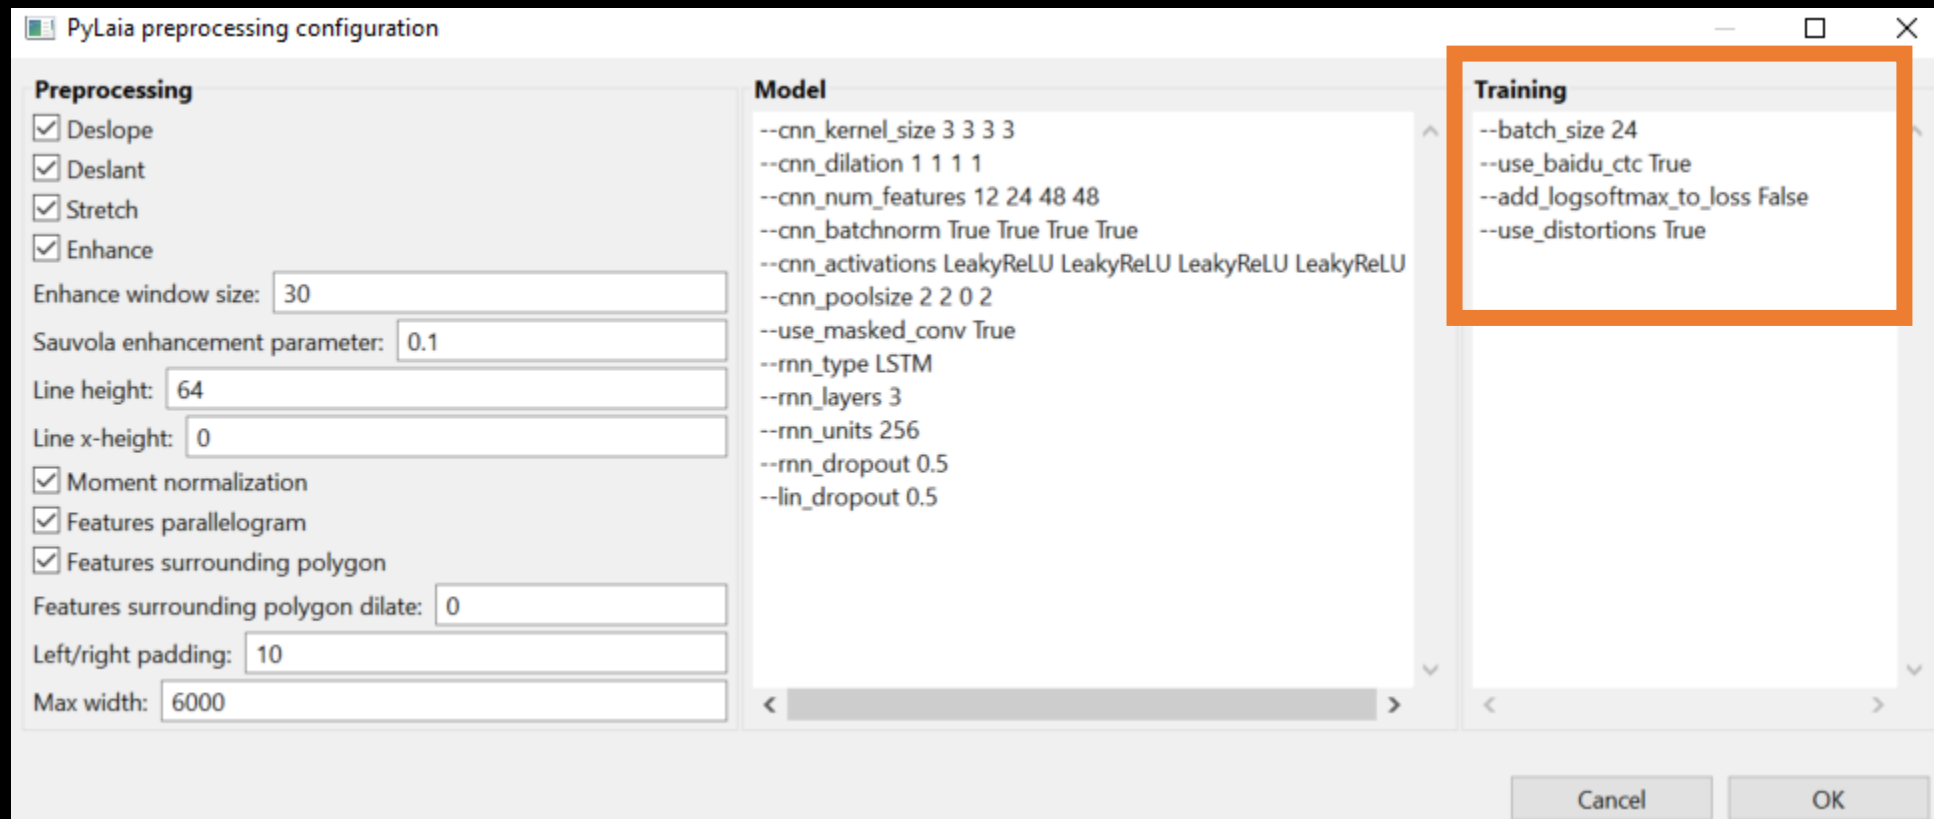 PyLaia preprocessing configuration
Preprocessing
Deslope
Deslant
Stretch
Enhance
Enhance window size: 30
Sauvola enhancement parameter: 0.1
Line height: 64
Line x-height: 0
Moment normalization
Features parallelogram
Features surrounding polygon
Features surrounding polygon dilate: 0
Left/right padding: 10
Max width: 6000
Model
--cnn_kernel_size 3 3 3 3
--cnn_dilation 1 1 1 1
--cnn_num_features 12 24 48 48
--cnn_batchnorm True True True True
--cnn_activations LeakyReLU LeakyReLU LeakyReLU LeakyReLU
--cnn_poolsize 2 2 0 2
--use_masked_conv True
--rnn_type LSTM
--rnn_layers 3
--rnn_units 256
--rnn_dropout 0.5
--lin_dropout 0.5
Training
--batch_size 24
--use_baidu_ctc True
--add_logsoftmax_to_loss False
--use_distortions True
Cancel
OK